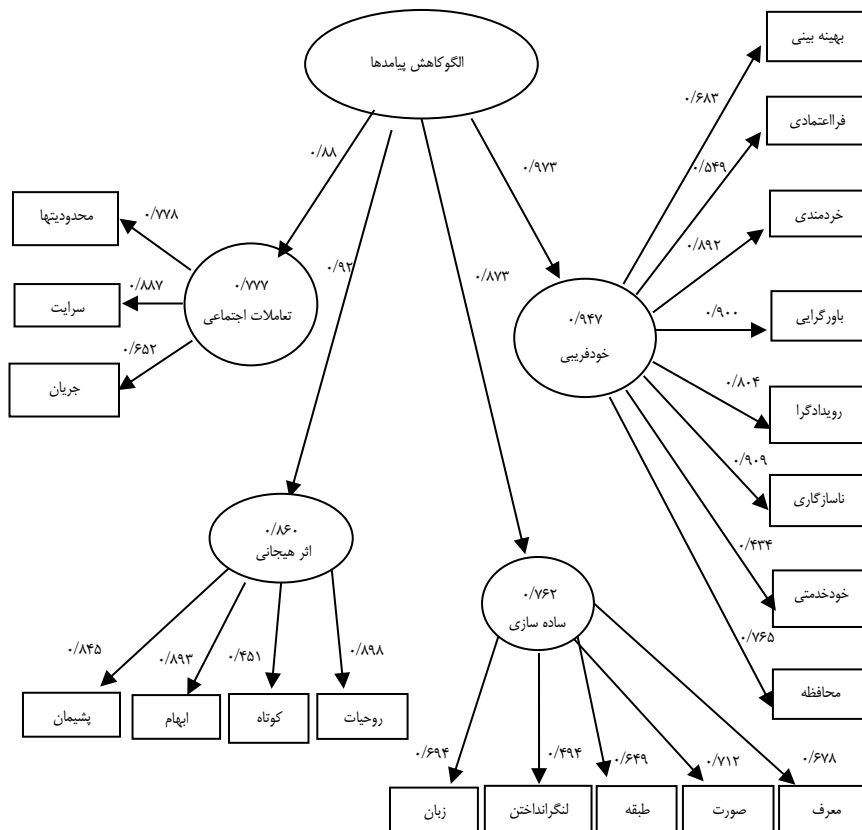 الگوکاهش پیامدها
بهینه بینی
۰/۶۸۳
فرااعتمادی
۰/۵۴۹
خردمندی
۰/۸۹۲
باورگرایی
۰/۹۰۰
رویدادگرا
۰/۸۰۴
ناسازگاری
۰/۹۰۹
خودخدمتی
۰/۴۳۴
محافظه
۰/۷۶۵
۰/۹۷۳
۰/۹۴۷
خودفریبی
۰/۸۸
۰/۷۷۷
تعاملات اجتماعی
محدودیتها
۰/۷۷۸
سرایت
۰/۸۸۷
جریان
۰/۶۵۲
۰/۹۲
۰/۸۷۳
۰/۸۶۰
اثر هیجانی
۰/۸۹۸
۰/۴۵۱
۰/۸۹۳
۰/۸۴۵
روحیات
کوتاه
ابهام
پشیمان
۰/۷۶۲
ساده سازی
۰/۶۷۸
۰/۷۱۲
۰/۶۴۹
۰/۴۹۴
۰/۶۹۴
معرف
صورت
طبقه
لنگرانداختن
زبان